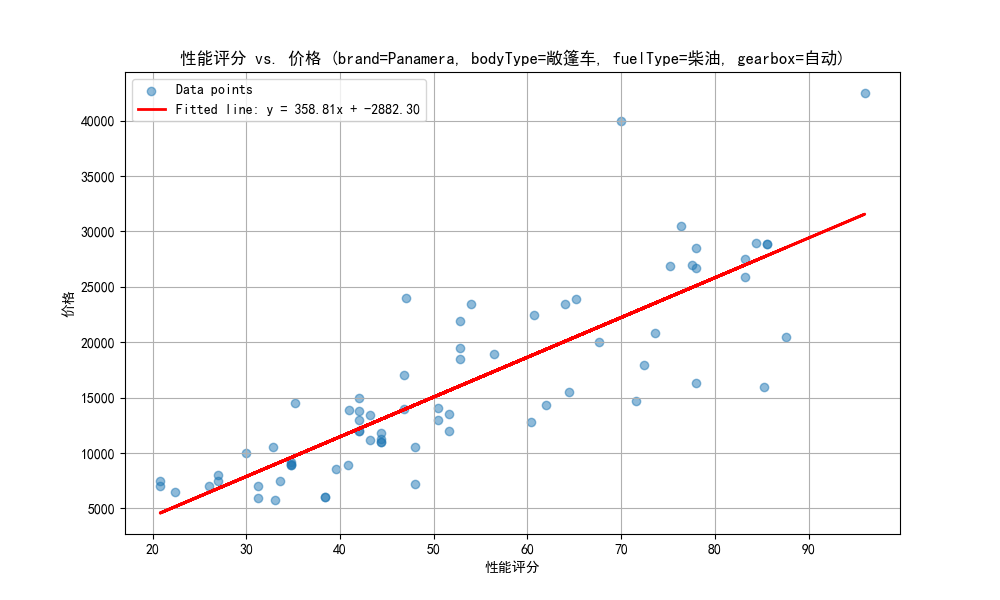 性能评分 vs. 价格 (brand=Panamera, bodyType=敞篷车, fuelType=柴油, gearbox=自动)
Data points
Fitted line: y = 358.81x + -2882.30
价格
40000
35000
30000
25000
20000
15000
10000
5000
20 30 40 50 60 70 80 90
性能评分